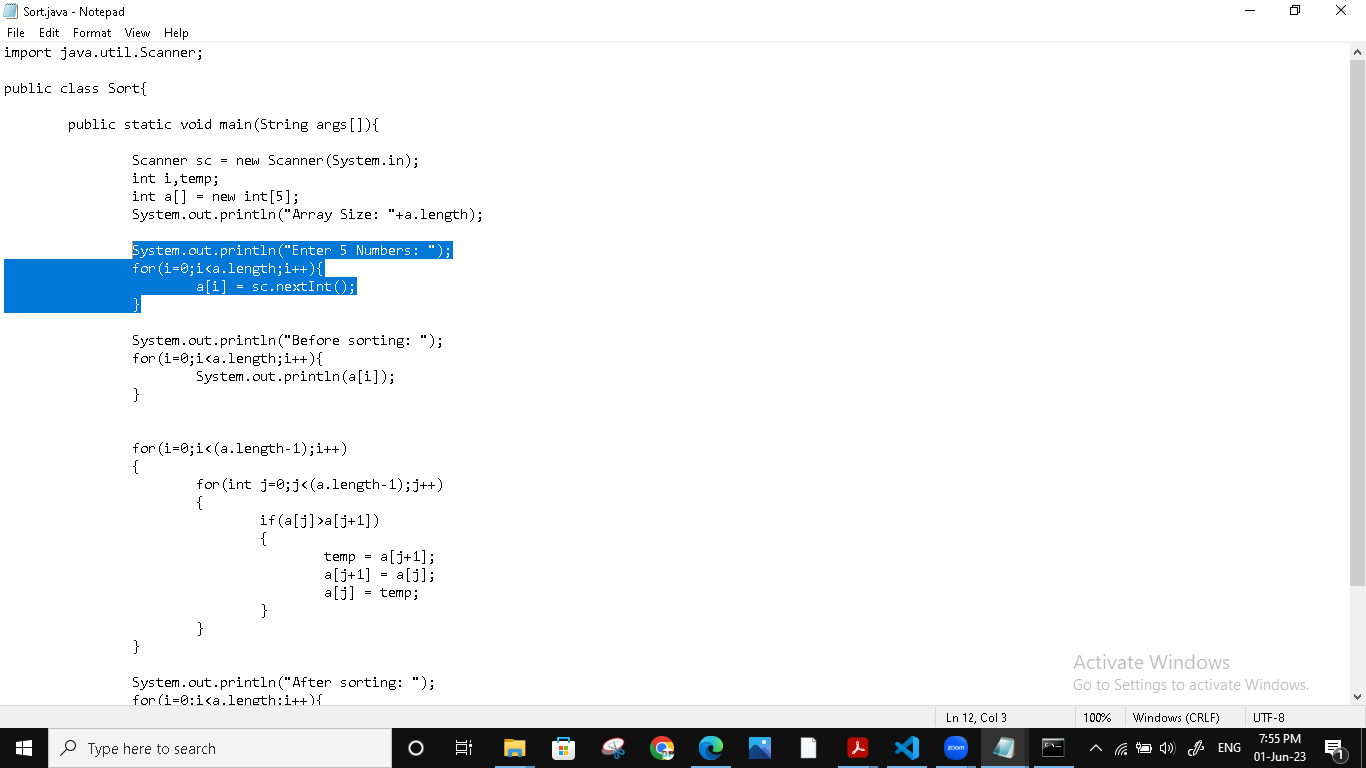 Sort.java - Notepad
File Edit Format View Help
import java.util.Scanner;
public class Sort{
public static void main(String args[]){
Scanner sc = new Scanner(System.in);
int i,temp;
int a[] = new int[5];
System.out.println("Array Size: "+a.length);
System.out.println("Enter 5 Numbers: ");
for(i=0;i<a.length;i++){
a[i] = sc.nextInt();
}
System.out.println("Before sorting: ");
for(i=0;i<a.length;i++){
System.out.println(a[i]);
}
for(i=0;i<(a.length-1);i++)
{
for(int j=0;j<(a.length-1);j++)
{
if(a[j]>a[j+1])
{
temp = a[j+1];
a[j+1] = a[j];
a[j] = temp;
}
}
}
System.out.println("After sorting: ");
for(i=0;i<a.length;i++){
Activate Windows
Go to Settings to activate Windows.
Ln 12, Col 3 100% Windows (CRLF) UTF-8
Type here to search
zoom
ENG
7:55 PM
01-Jun-23
1